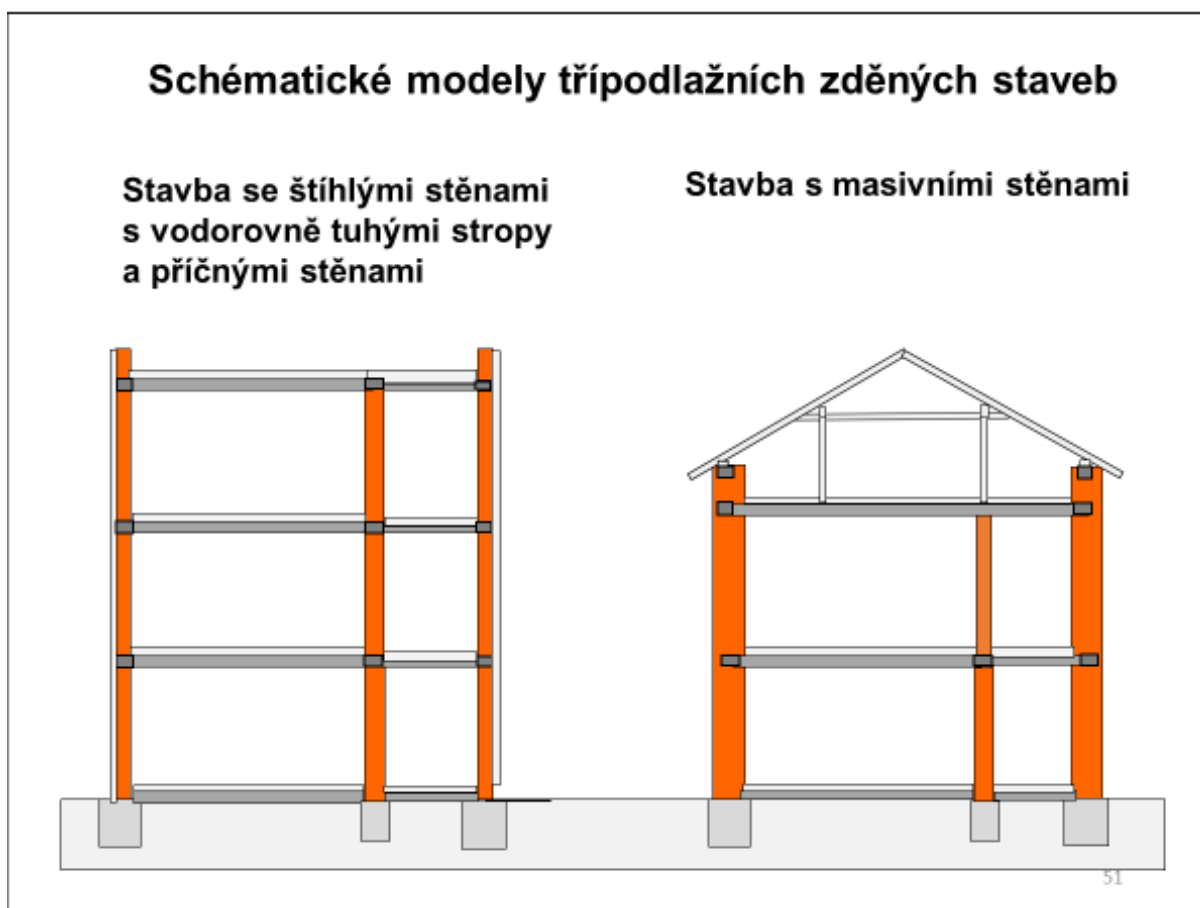 Schématické modely třípodlažních zděných staveb
Stavba se štíhlými stěnami
s vodorovně tuhými stropy
a příčnými stěnami
Stavba s masivními stěnami
51